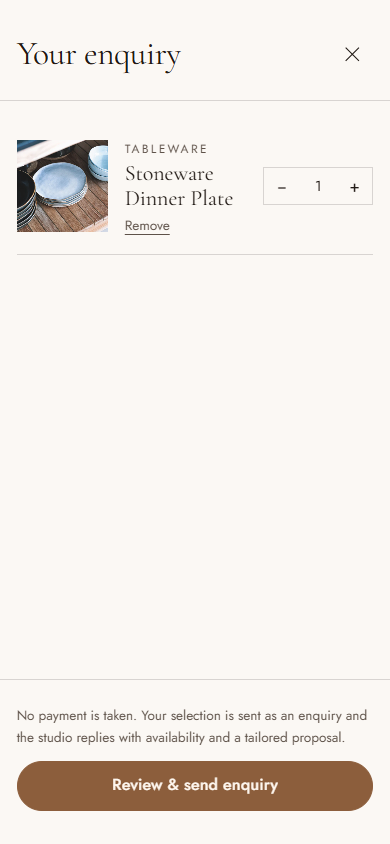 Your enquiry
TABLEWARE
Stoneware
Dinner Plate
Remove
− 1 +
No payment is taken. Your selection is sent as an enquiry and
the studio replies with availability and a tailored proposal.
Review & send enquiry